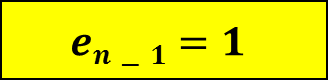 e_{n _ 1} = 1